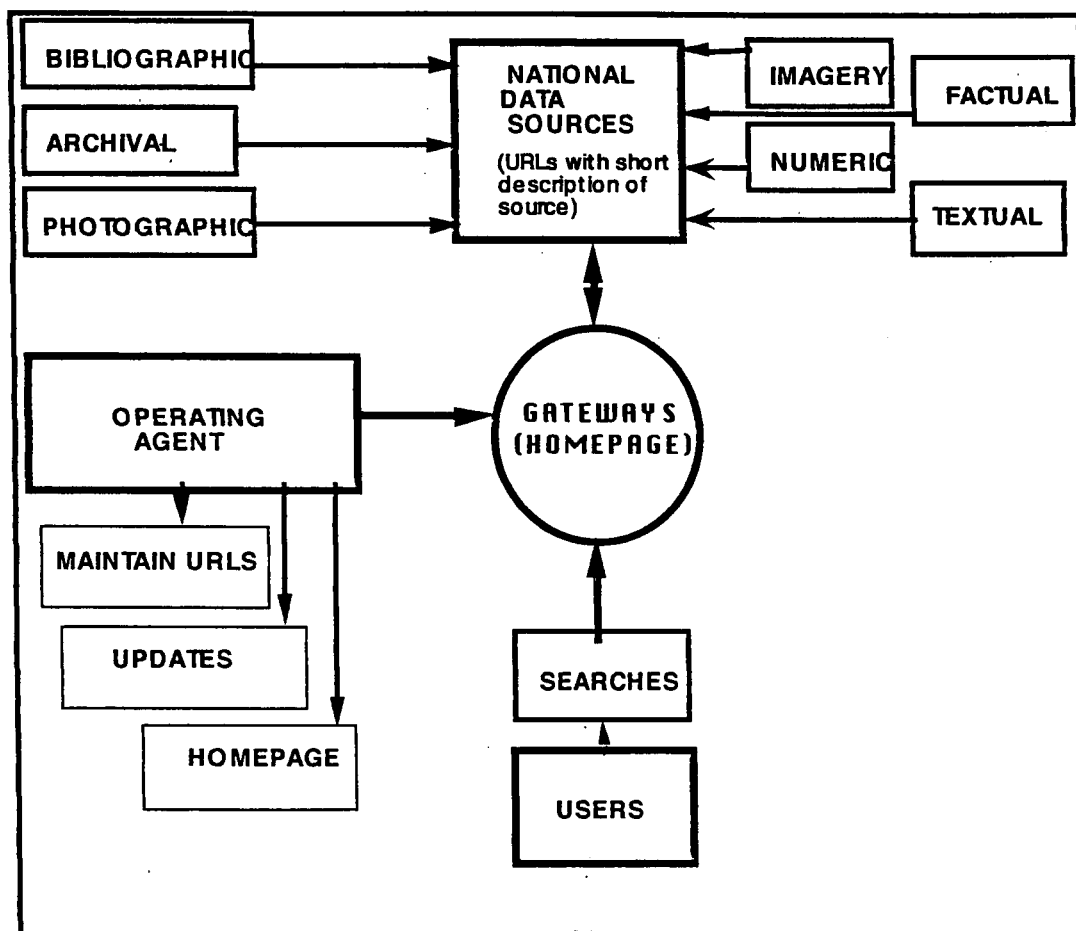 BIBLIOGRAPHIC
ARCHIVAL
PHOTOGRAPHIC
NATIONAL
DATA
SOURCES
(URLs with short
description of
source)
IMAGERY
FACTUAL
NUMERIC
TEXTUAL
OPERATING
AGENT
GATEWAYS
(HOMEPAGE)
MAINTAIN URLS
UPDATES
HOMEPAGE
SEARCHES
USERS